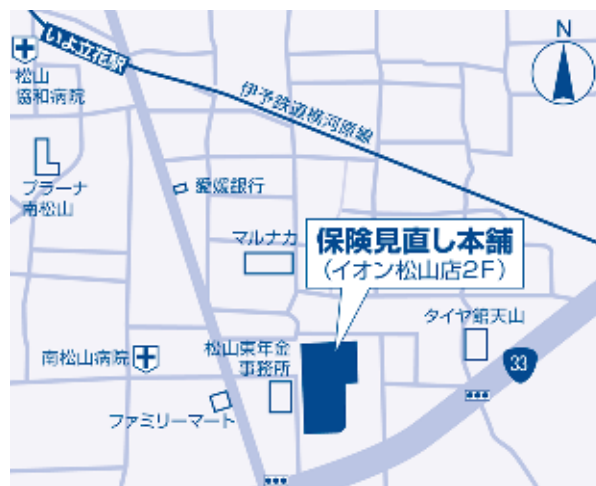 N
いよ立花駅
松山
協和病院
伊予鉄道横河原線
プラーナ
南松山
愛媛銀行
マルナカ
保険見直し本舗
(イオン松山店2F)
タイヤ館天山
南松山病院
松山東年金
事務所
33
ファミリーマート